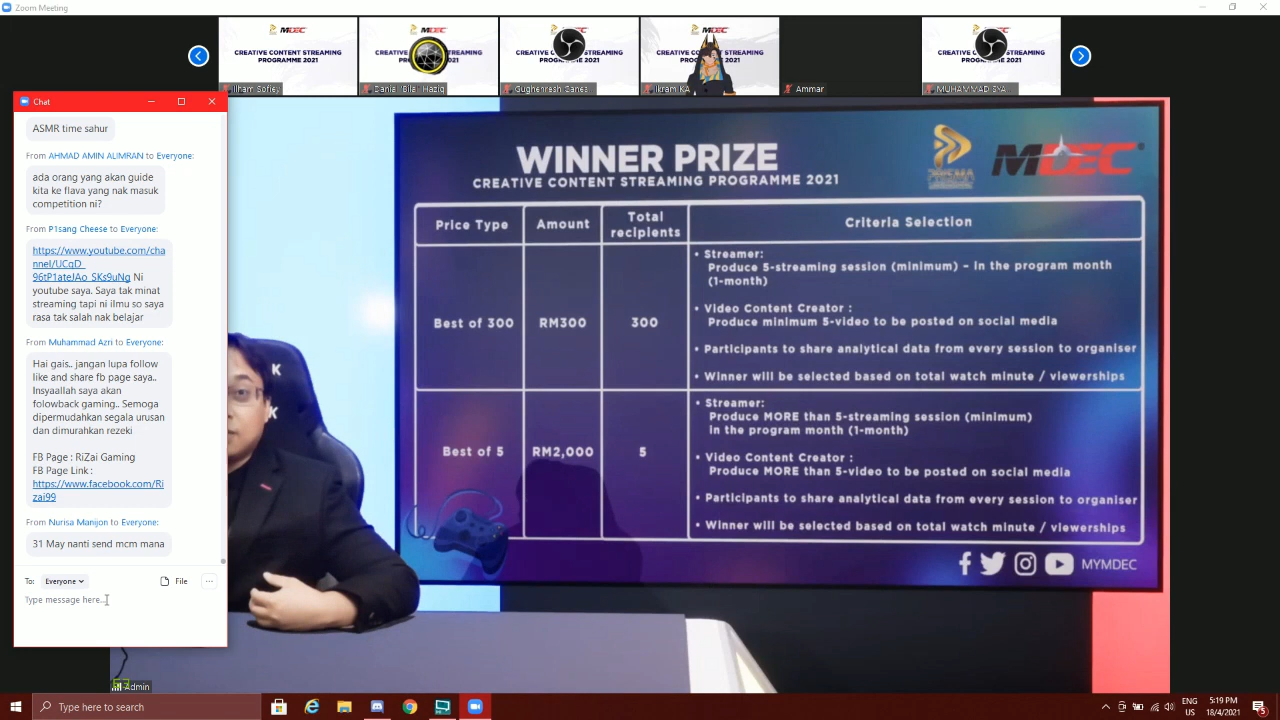 Zoom Meeting
MDEC
CREATIVE CONTENT STREAMING
PROGRAMME 2021
Ilham Sofiey
MDEC
Danial Bilal Haziq
CREATIVE CONTENT STREAMING
PROGRAMME 2021
Ammar
Chat
ASMR time sahur
From AHMAD AMIN ALIMRAN to Everyone:
ada orang yang akan guide
kita ke flava yang nak masuk
competition ni?
From P1sang Cheese to Everyone:
https://www.youtube.com/cha
Ni
youtube saya. Saya tak minat
streaming tapi ni ilmu so saya
rasa tak salah nak belajar
From Muhammad Azri to Everyone:
Hai gais.. jangan lupa follow
like and share fb page saya..
Insyaallah saya akan
folowback gaming.. Semoga
dipermudahkan segala urusan
dan dimurahkan rezeki
FB Page : RiZai Gaming
FB Page Link :
https://www.facebook.com/Ri
zai99
From Nurisa Manijon to Everyone:
31 May nanti send mcm mana
To: Everyone
File
Type message here...
WINNER PRIZE
CREATIVE CONTENT STREAMING PROGRAMME 2021
MDEC
Price Type
Amount
Total
recipients
Criteria Selection
Best of 300
RM300
300
• Streamer:
Produce 5-streaming session (minimum) – in the program month
(1-month)
• Video Content Creator :
Produce minimum 5-video to be posted on social media
• Participants to share analytical data from every session to organiser
• Winner will be selected based on total watch minute / viewerships
Best of 5
RM2,000
5
• Streamer:
Produce MORE than 5-streaming session (minimum)
in the program month (1-month)
• Video Content Creator :
Produce MORE than 5-video to be posted on social media
• Participants to share analytical data from every session to organiser
• Winner will be selected based on total watch minute / viewerships
MYMDEC
K
K
Admin
Type here to search
ENG
US
5:19 PM
18/4/2021
5